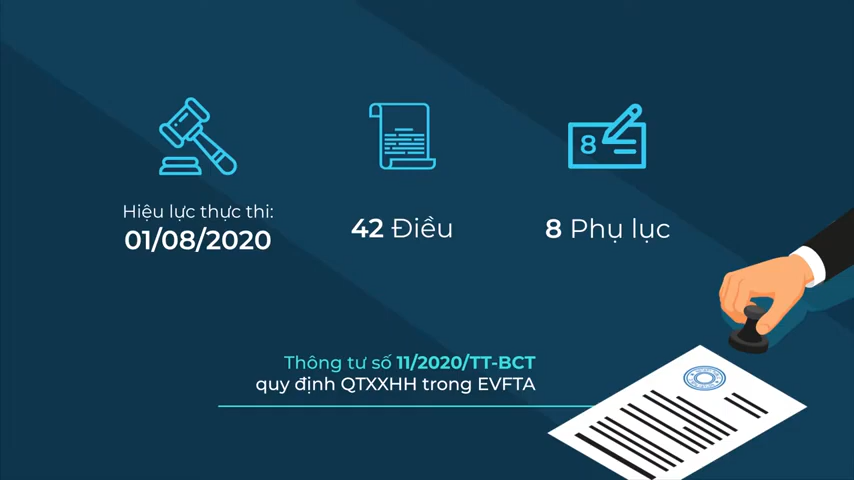 8
Hiệu lực thực thi:
01/08/2020
42 Điều
8 Phụ lục
Thông tư số 11/2020/TT-BCT
quy định QTXXHH trong EVFTA